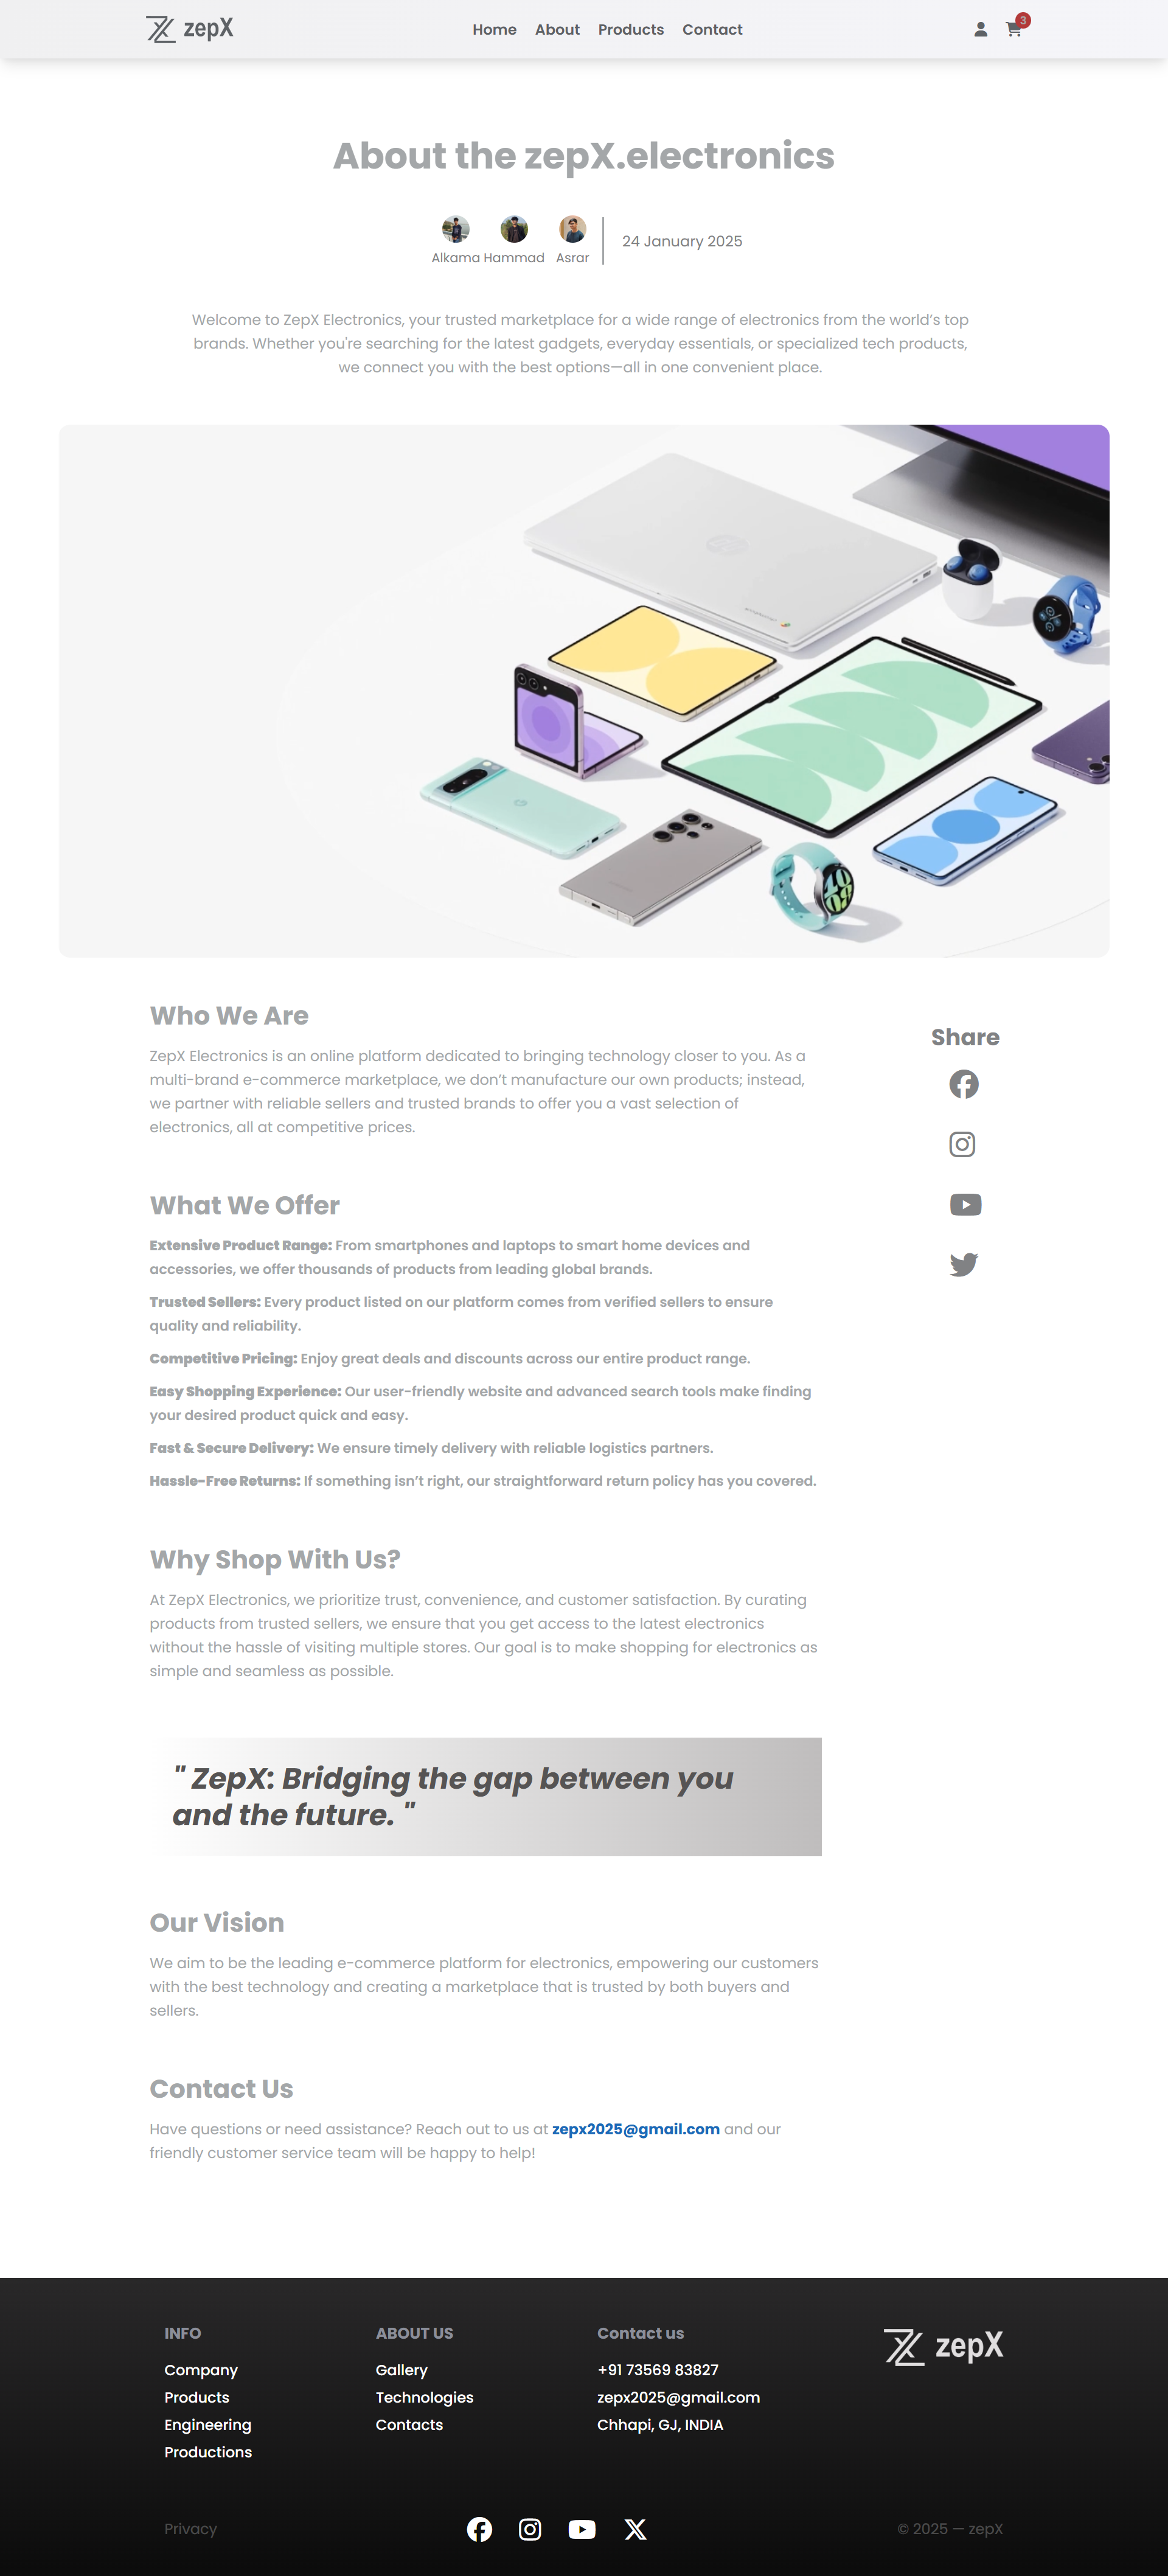 zepX
Home About Products Contact
3
About the zepX.electronics
Alkama Hammad Asrar
24 January 2025
Welcome to ZepX Electronics, your trusted marketplace for a wide range of electronics from the world's top
brands. Whether you're searching for the latest gadgets, everyday essentials, or specialized tech products,
we connect you with the best options—all in one convenient place.
Who We Are
ZepX Electronics is an online platform dedicated to bringing technology closer to you. As a
multi-brand e-commerce marketplace, we don't manufacture our own products; instead,
we partner with reliable sellers and trusted brands to offer you a vast selection of
electronics, all at competitive prices.
Share
What We Offer
Extensive Product Range: From smartphones and laptops to smart home devices and
accessories, we offer thousands of products from leading global brands.
Trusted Sellers: Every product listed on our platform comes from verified sellers to ensure
quality and reliability.
Competitive Pricing: Enjoy great deals and discounts across our entire product range.
Easy Shopping Experience: Our user-friendly website and advanced search tools make finding
your desired product quick and easy.
Fast & Secure Delivery: We ensure timely delivery with reliable logistics partners.
Hassle-Free Returns: If something isn't right, our straightforward return policy has you covered.
Why Shop With Us?
At ZepX Electronics, we prioritize trust, convenience, and customer satisfaction. By curating
products from trusted sellers, we ensure that you get access to the latest electronics
without the hassle of visiting multiple stores. Our goal is to make shopping for electronics as
simple and seamless as possible.
" ZepX: Bridging the gap between you
and the future. "
Our Vision
We aim to be the leading e-commerce platform for electronics, empowering our customers
with the best technology and creating a marketplace that is trusted by both buyers and
sellers.
Contact Us
Have questions or need assistance? Reach out to us at zepx2025@gmail.com and our
friendly customer service team will be happy to help!
INFO
Company
Products
Engineering
Productions
ABOUT US
Gallery
Technologies
Contacts
Contact us
+91 73569 83827
zepx2025@gmail.com
Chhapi, GJ, INDIA
zepX
Privacy
© 2025 — zepX